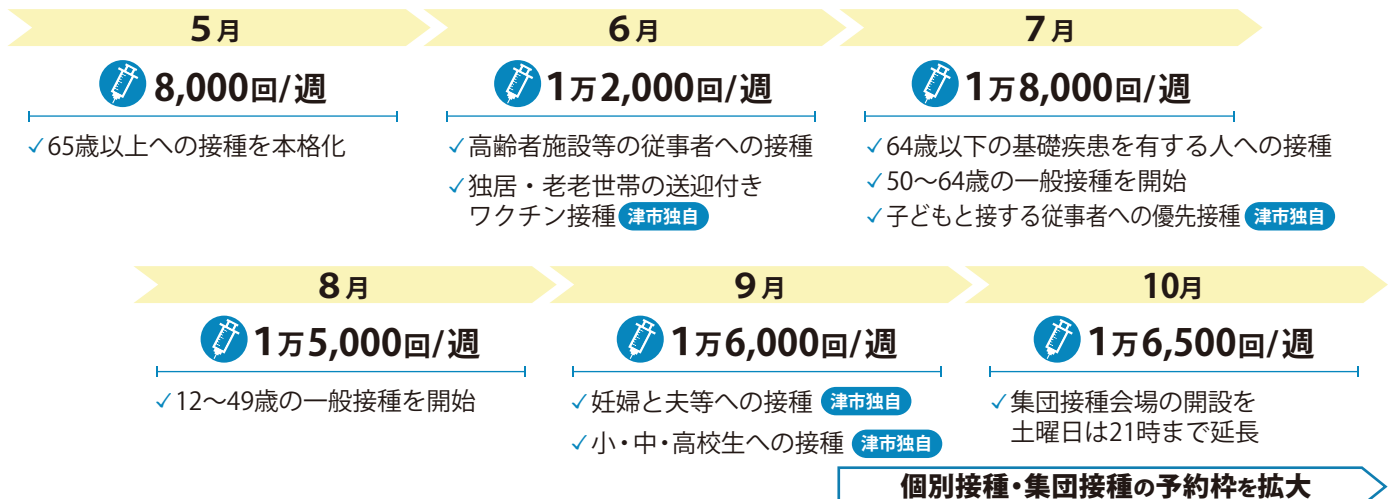 5月
8,000回/週
✓65歳以上への接種を本格化
6月
1万2,000回/週
✓高齢者施設等の従事者への接種
✓独居・老老世帯の送迎付き
ワクチン接種 津市独自
7月
1万8,000回/週
✓64歳以下の基礎疾患を有する人への接種
✓50〜64歳の一般接種を開始
✓子どもと接する従事者への優先接種 津市独自
8月
1万5,000回/週
✓12〜49歳の一般接種を開始
9月
1万6,000回/週
✓妊婦と夫等への接種 津市独自
✓小・中・高校生への接種 津市独自
10月
1万6,500回/週
✓集団接種会場の開設を
土曜日は21時まで延長
個別接種・集団接種の予約枠を拡大